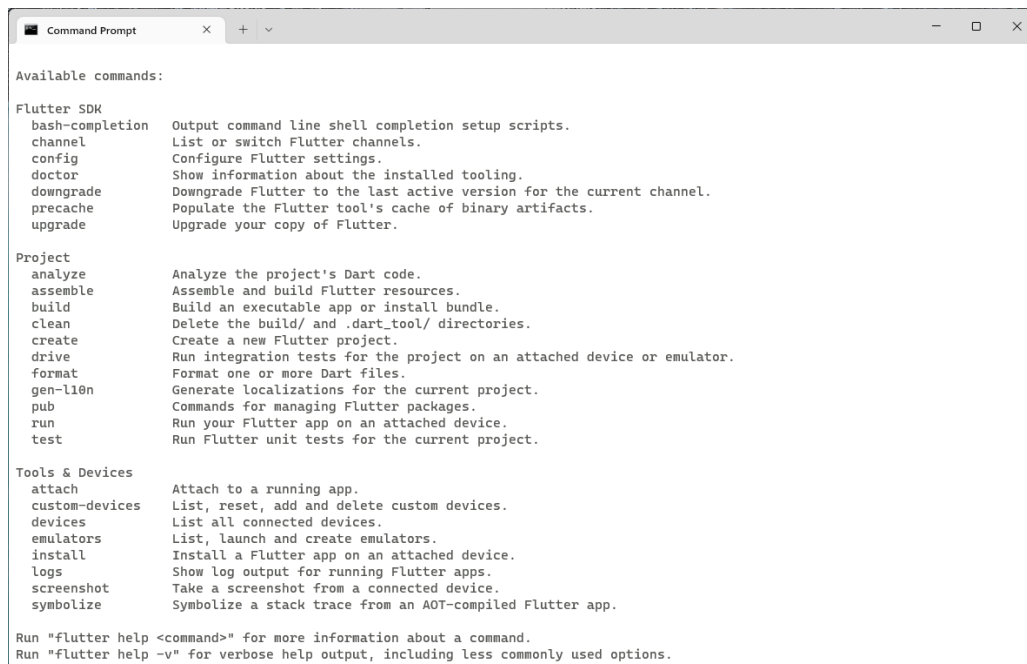 Command Prompt
Available commands:
Flutter SDK
bash-completion   Output command line shell completion setup scripts.
channel           List or switch Flutter channels.
config            Configure Flutter settings.
doctor            Show information about the installed tooling.
downgrade         Downgrade Flutter to the last active version for the current channel.
precache          Populate the Flutter tool's cache of binary artifacts.
upgrade           Upgrade your copy of Flutter.
Project
analyze           Analyze the project's Dart code.
assemble          Assemble and build Flutter resources.
build             Build an executable app or install bundle.
clean             Delete the build/ and .dart_tool/ directories.
create            Create a new Flutter project.
drive             Run integration tests for the project on an attached device or emulator.
format            Format one or more Dart files.
gen-l10n          Generate localizations for the current project.
pub               Commands for managing Flutter packages.
run               Run your Flutter app on an attached device.
test              Run Flutter unit tests for the current project.
Tools & Devices
attach            Attach to a running app.
custom-devices    List, reset, add and delete custom devices.
devices           List all connected devices.
emulators         List, launch and create emulators.
install           Install a Flutter app on an attached device.
logs              Show log output for running Flutter apps.
screenshot        Take a screenshot from a connected device.
symbolize         Symbolize a stack trace from an AOT-compiled Flutter app.
Run "flutter help <command>" for more information about a command.
Run "flutter help -v" for verbose help output, including less commonly used options.